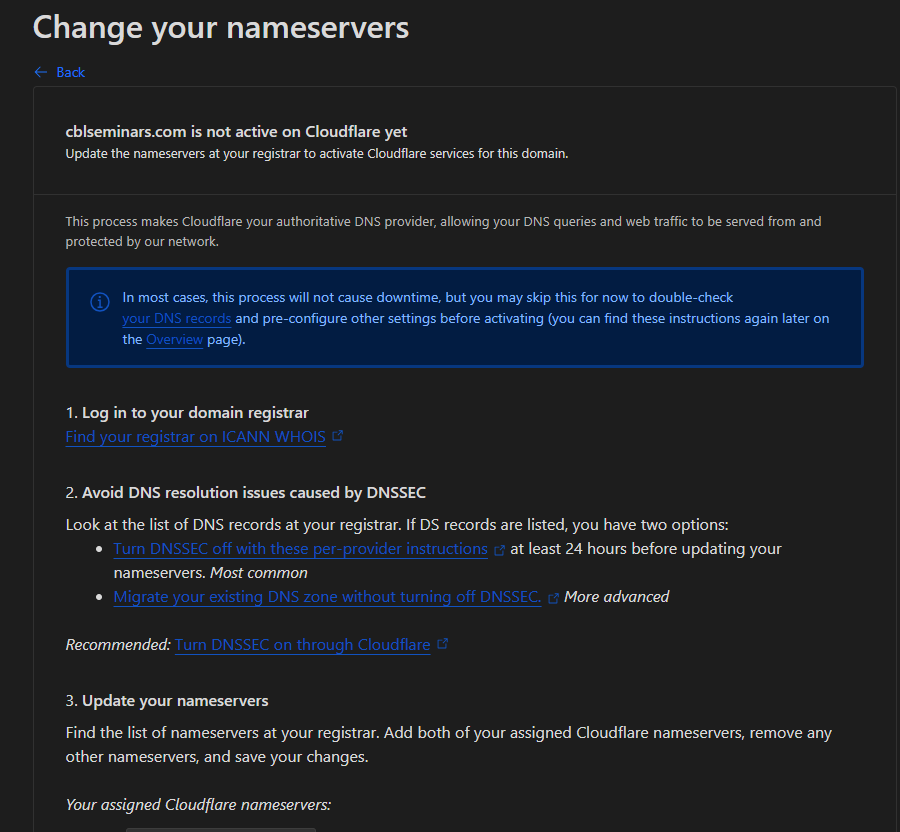 Change your nameservers
← Back
cblseminars.com is not active on Cloudflare yet
Update the nameservers at your registrar to activate Cloudflare services for this domain.
This process makes Cloudflare your authoritative DNS provider, allowing your DNS queries and web traffic to be served from and
protected by our network.
In most cases, this process will not cause downtime, but you may skip this for now to double-check
your DNS records and pre-configure other settings before activating (you can find these instructions again later on
the Overview page).
1. Log in to your domain registrar
Find your registrar on ICANN WHOIS
2. Avoid DNS resolution issues caused by DNSSEC
Look at the list of DNS records at your registrar. If DS records are listed, you have two options:
• Turn DNSSEC off with these per-provider instructions at least 24 hours before updating your
nameservers. Most common
• Migrate your existing DNS zone without turning off DNSSEC. More advanced
Recommended: Turn DNSSEC on through Cloudflare
3. Update your nameservers
Find the list of nameservers at your registrar. Add both of your assigned Cloudflare nameservers, remove any
other nameservers, and save your changes.
Your assigned Cloudflare nameservers: